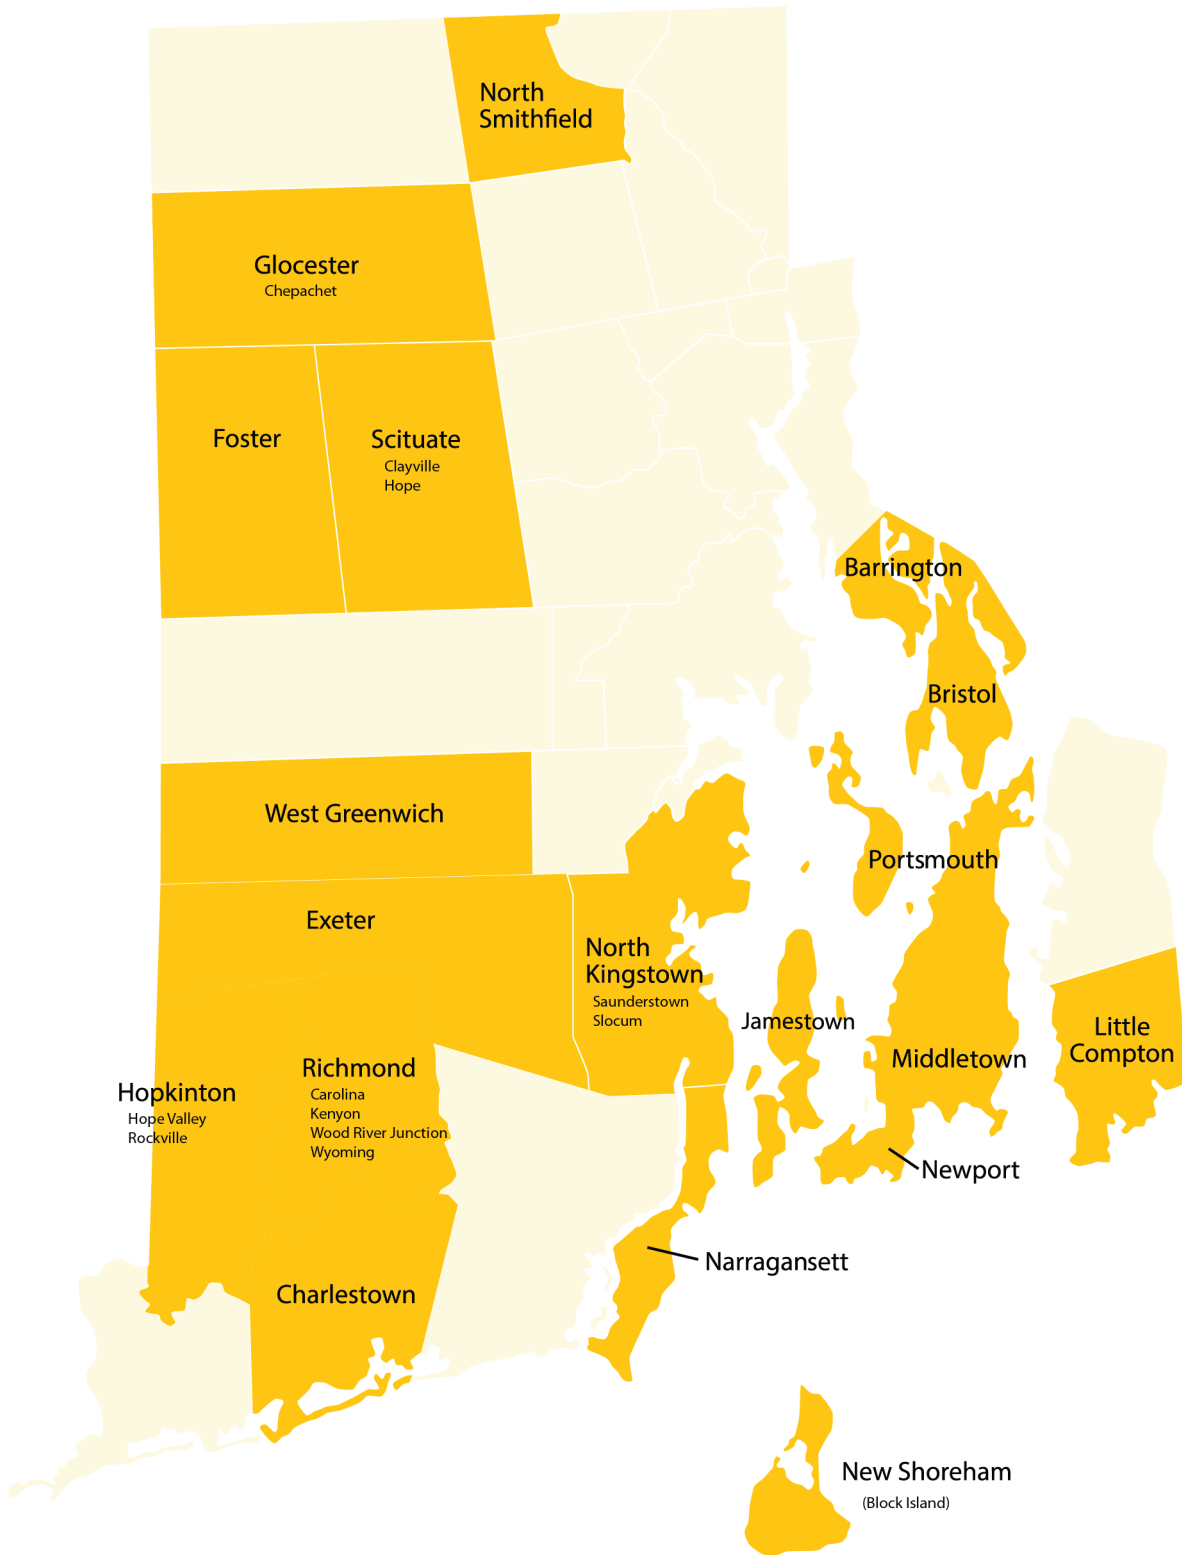 North
Smithfield
Glocester
Chepachet
Foster
Scituate
Clayville
Hope
Barrington
Bristol
West Greenwich
Portsmouth
Exeter
North
Kingstown
Saunderstown
Slocum
Jamestown
Little
Compton
Middletown
Richmond
Carolina
Kenyon
Wood River Junction
Wyoming
Hopkinton
Hope Valley
Rockville
Newport
Narragansett
Charlestown
New Shoreham
(Block Island)